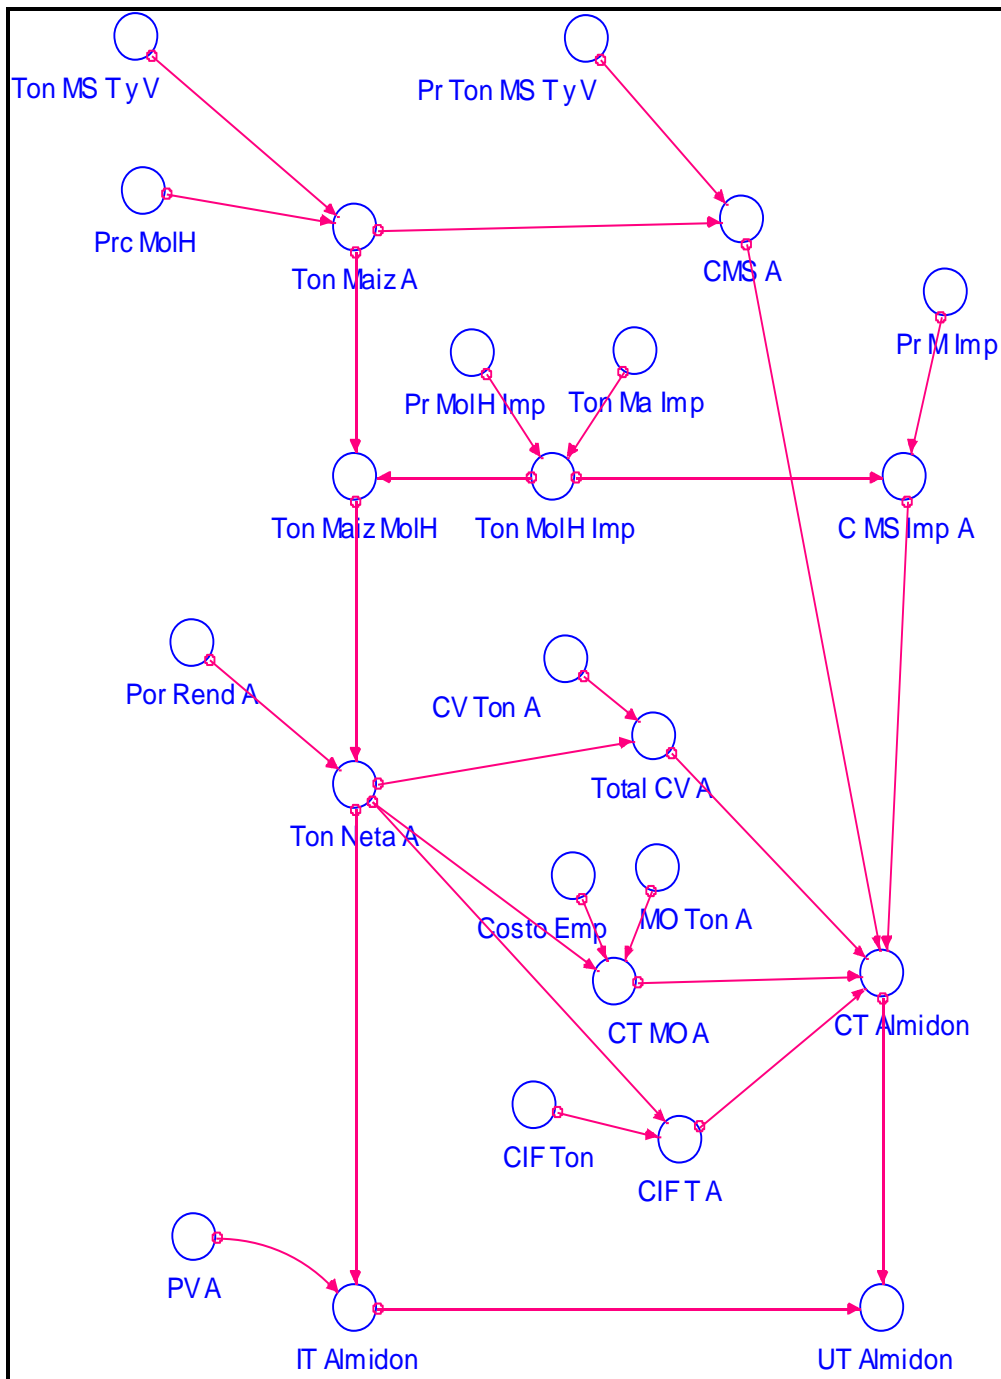 Ton MS T y V
Pr Ton MS T y V
Prc MolH
Ton Maiz A
CMS A
Pr M Imp
Pr MolH Imp
Ton Ma Imp
Ton Maiz MolH
Ton MolH Imp
C MS Imp A
Por Rend A
CV Ton A
Total CV A
Ton Neta A
Costo Emp
MO Ton A
CT MO A
CT Almidon
CIF Ton
CIF T A
PV A
IT Almidon
UT Almidon